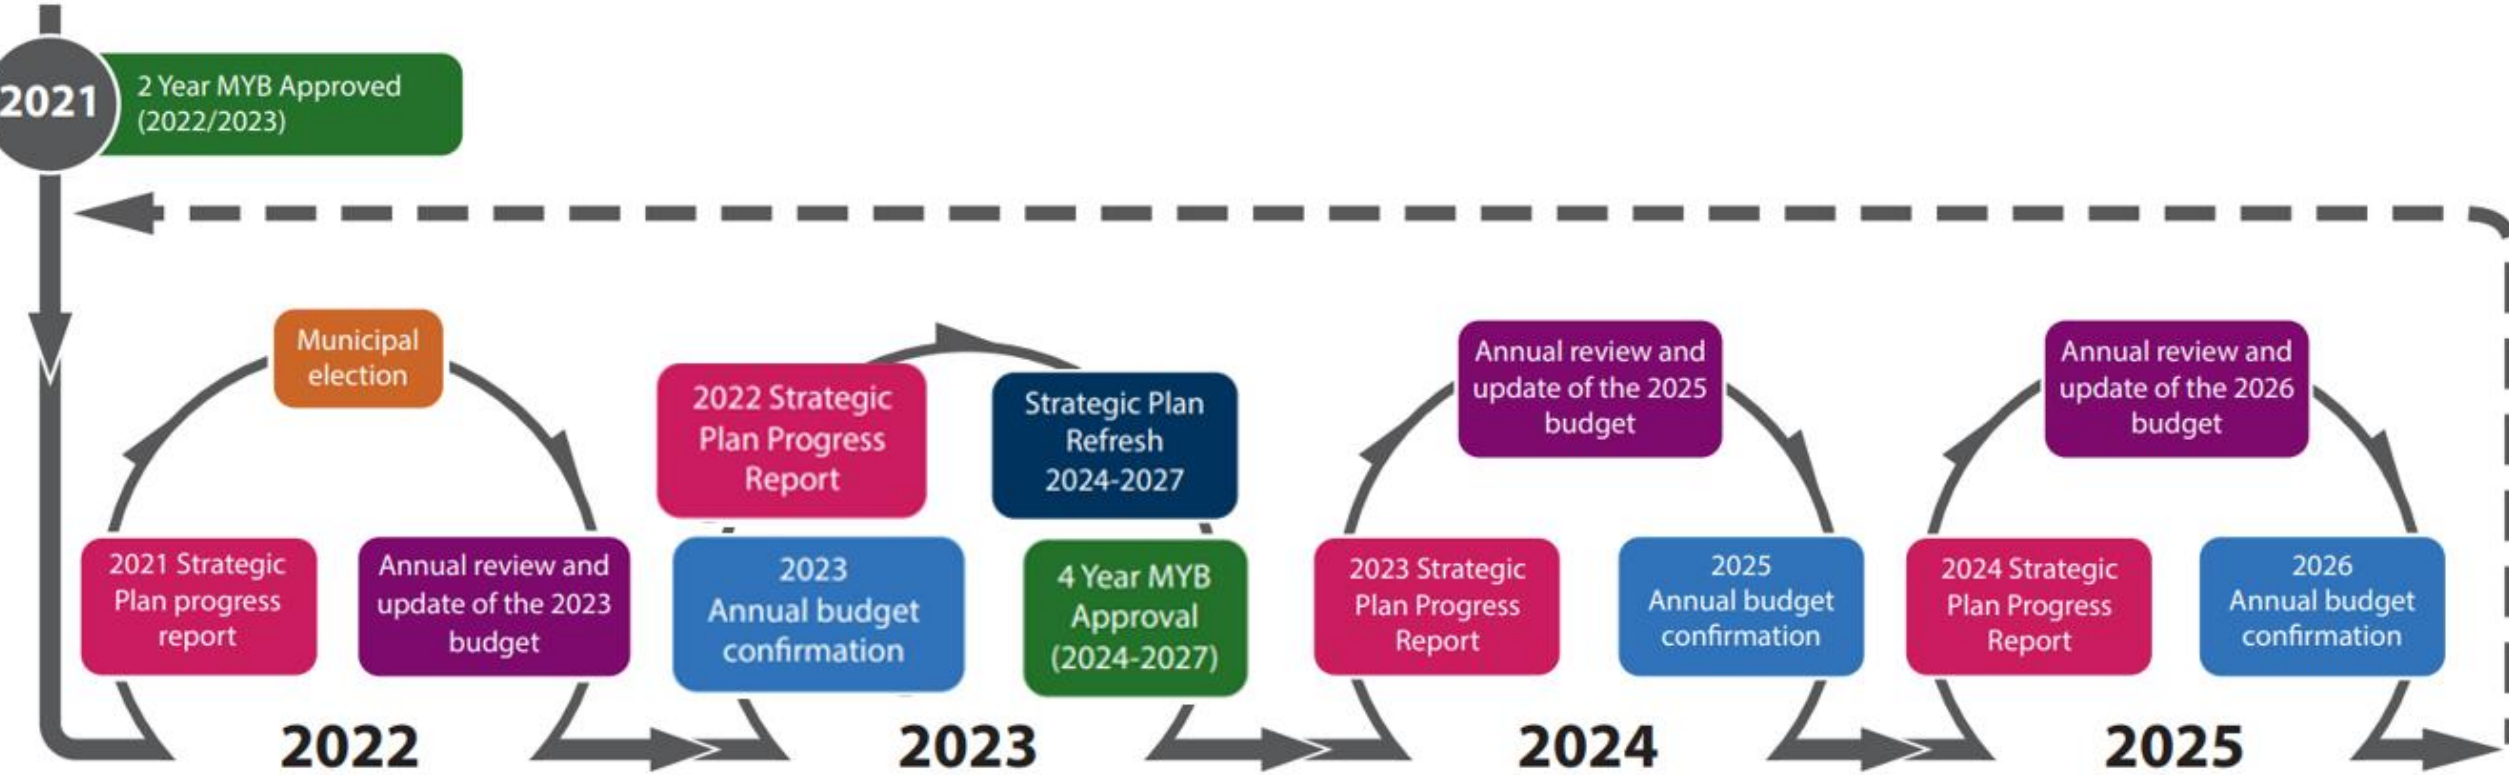 2021
2 Year MYB Approved
(2022/2023)
Municipal
election
2021 Strategic
Plan progress
report
Annual review and
update of the 2023
budget
2022
2022 Strategic
Plan Progress
Report
Strategic Plan
Refresh
2024-2027
2023
Annual budget
confirmation
4 Year MYB
Approval
(2024-2027)
2023
Annual review and
update of the 2025
budget
2023 Strategic
Plan Progress
Report
2025
Annual budget
confirmation
2024
Annual review and
update of the 2026
budget
2024 Strategic
Plan Progress
Report
2026
Annual budget
confirmation
2025